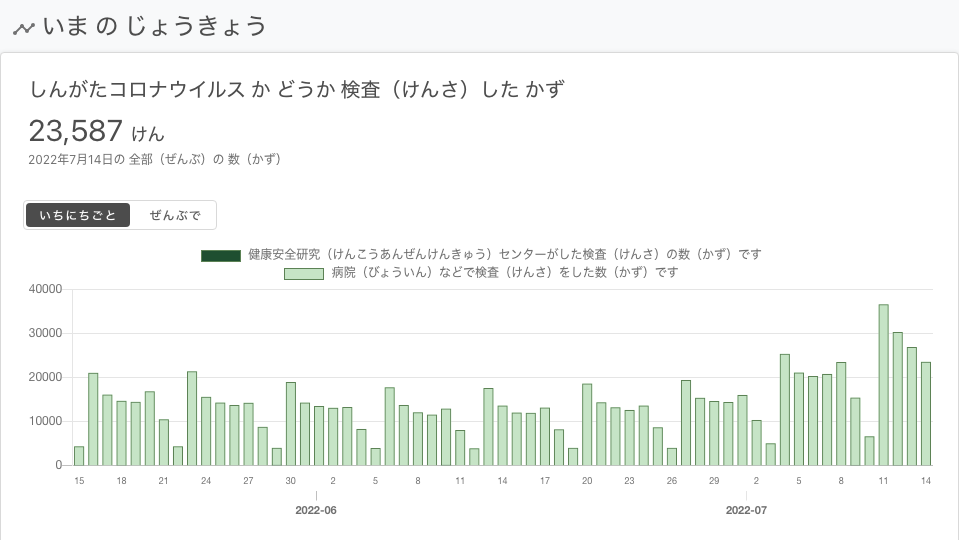 いま の じょうきょう
しんがたコロナウイルス か どうか 検査（けんさ）した かず
23,587 けん
2022年7月14日の 全部（ぜんぶ）の 数（かず）
いちにちごと ぜんぶで
健康安全研究（けんこうあんぜんけんきゅう）センターがした検査（けんさ）の数（かず）です
病院（びょういん）などで検査（けんさ）をした数（かず）です
40000
30000
20000
10000
0
15 18 21 24 27 30 2 5 8 11 14 17 20 23 26 29 2 5 8 11 14
2022-06 2022-07